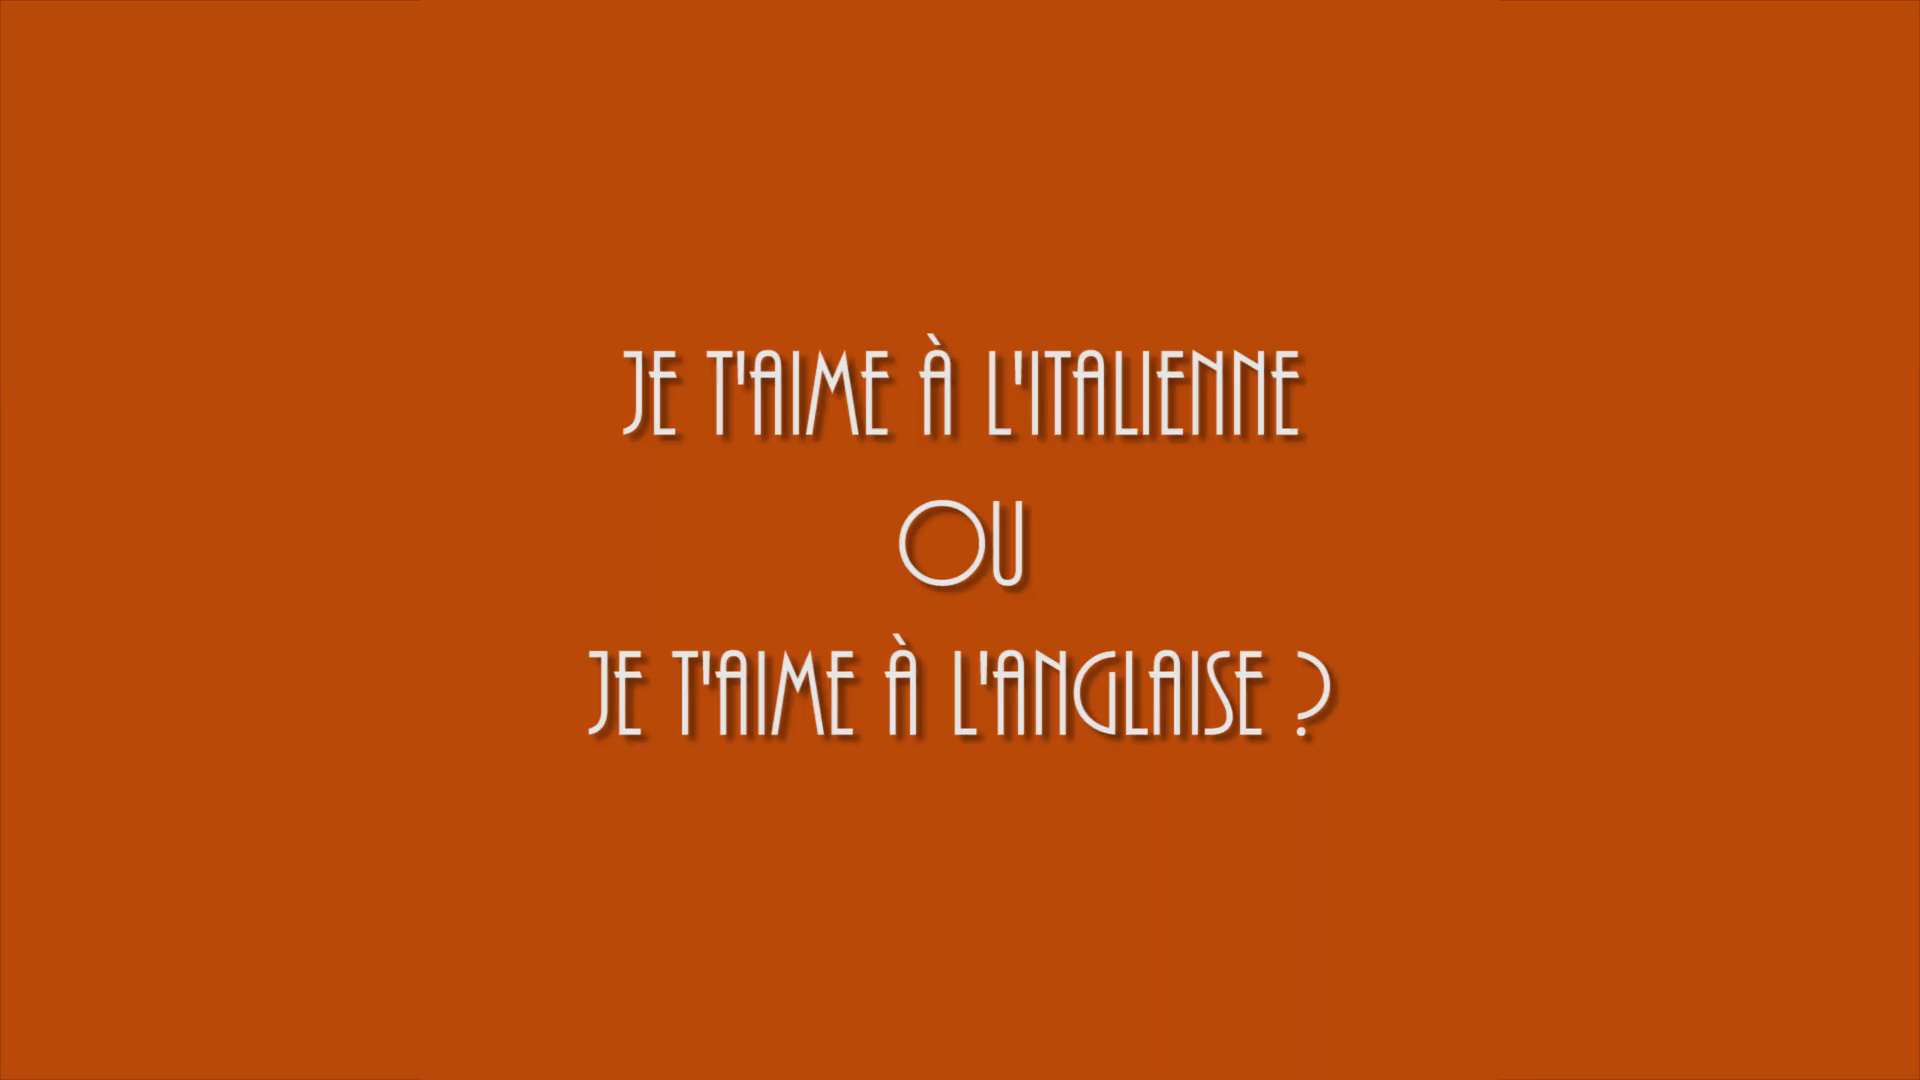 JE T'AIME À L'ITALIENNE
OU
JE T'AIME À L'ANGLAISE ?